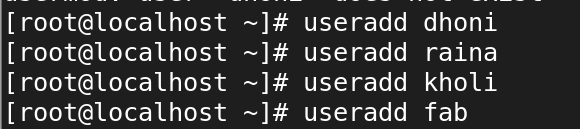 [root@localhost ~]# useradd dhoni
[root@localhost ~]# useradd raina
[root@localhost ~]# useradd kholi
[root@localhost ~]# useradd fab